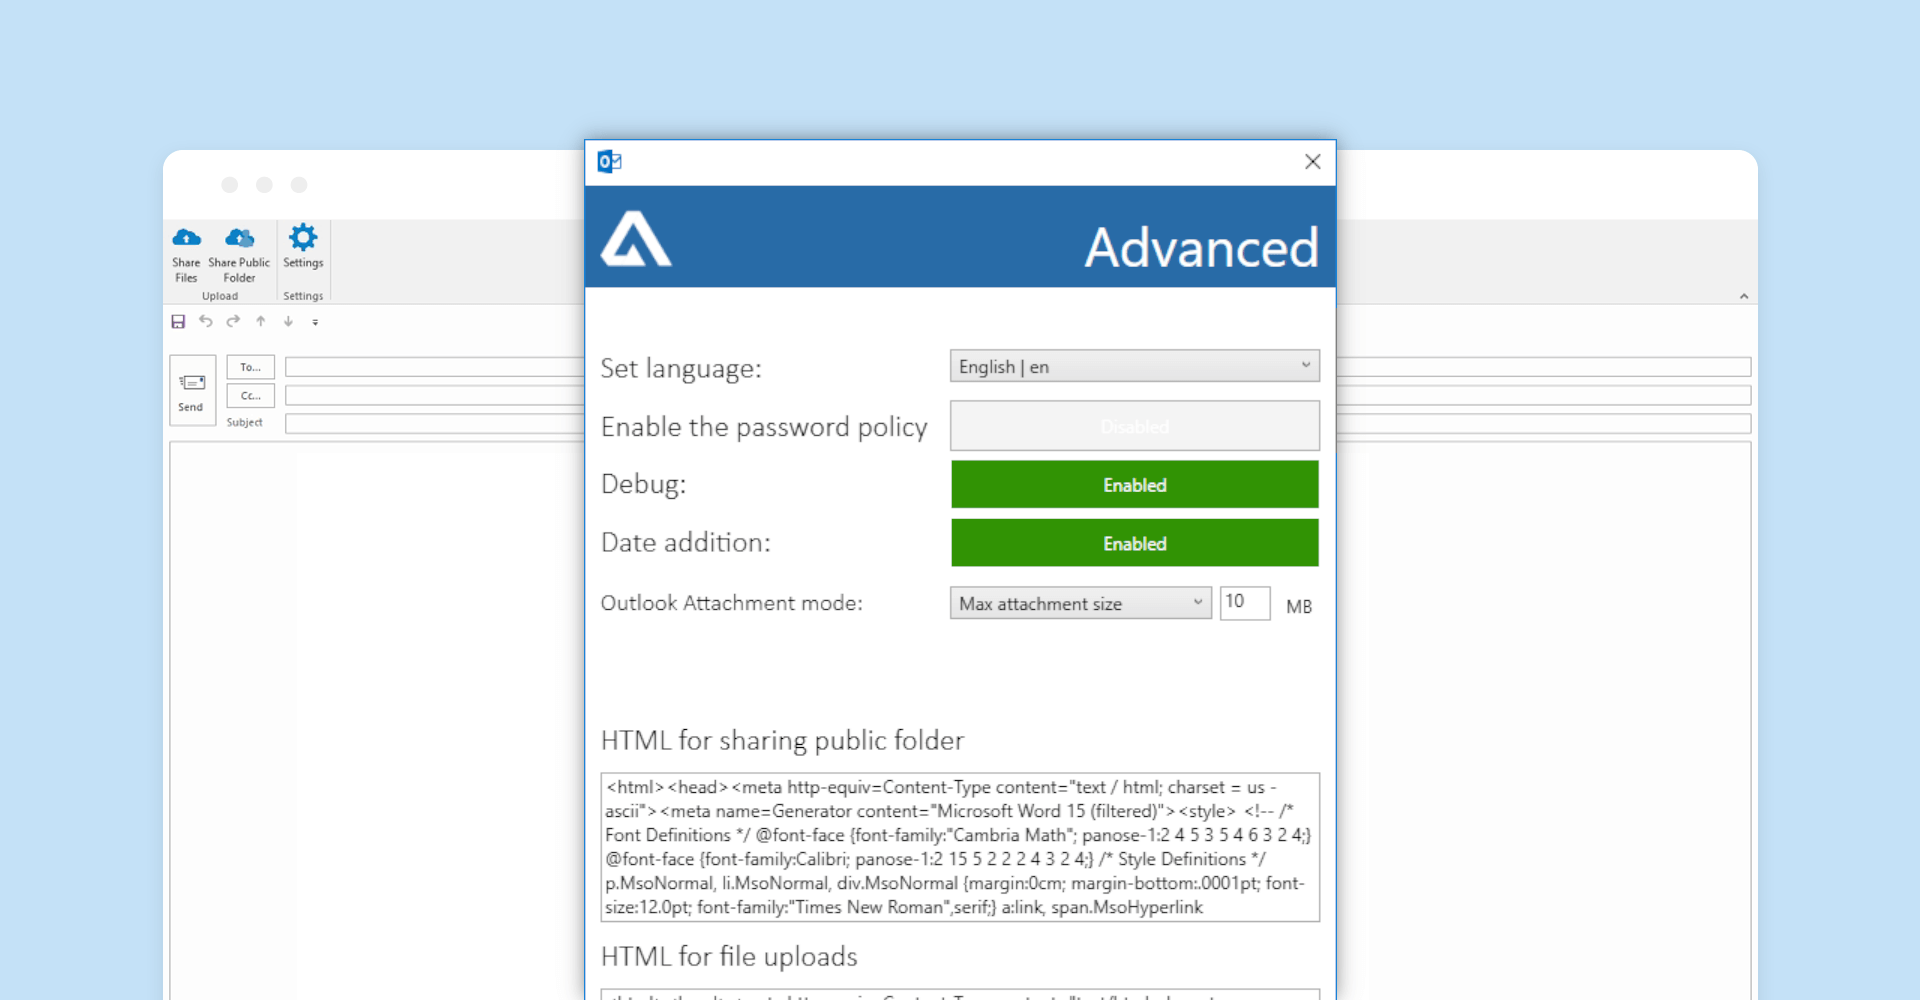 Advanced
Share
Files
Share Public
Folder
Upload
Settings
Settings
To...
Cc...
Send
Subject
Set language:
English | en
Enable the password policy
Disabled
Debug:
Enabled
Date addition:
Enabled
Outlook Attachment mode:
Max attachment size
10
MB
HTML for sharing public folder
<html><head><meta http-equiv=Content-Type content="text / html; charset = us -
ascii"><meta name=Generator content="Microsoft Word 15 (filtered)"><style> <!-- /*
Font Definitions */ @font-face {font-family:"Cambria Math"; panose-1:2 4 5 3 5 4 6 3 2 4;}
@font-face {font-family:Calibri; panose-1:2 15 5 2 2 2 4 3 2 4;} /* Style Definitions */
p.MsoNormal, li.MsoNormal, div.MsoNormal {margin:0cm; margin-bottom:.0001pt; font-
size:12.0pt; font-family:"Times New Roman",serif;} a:link, span.MsoHyperlink
HTML for file uploads